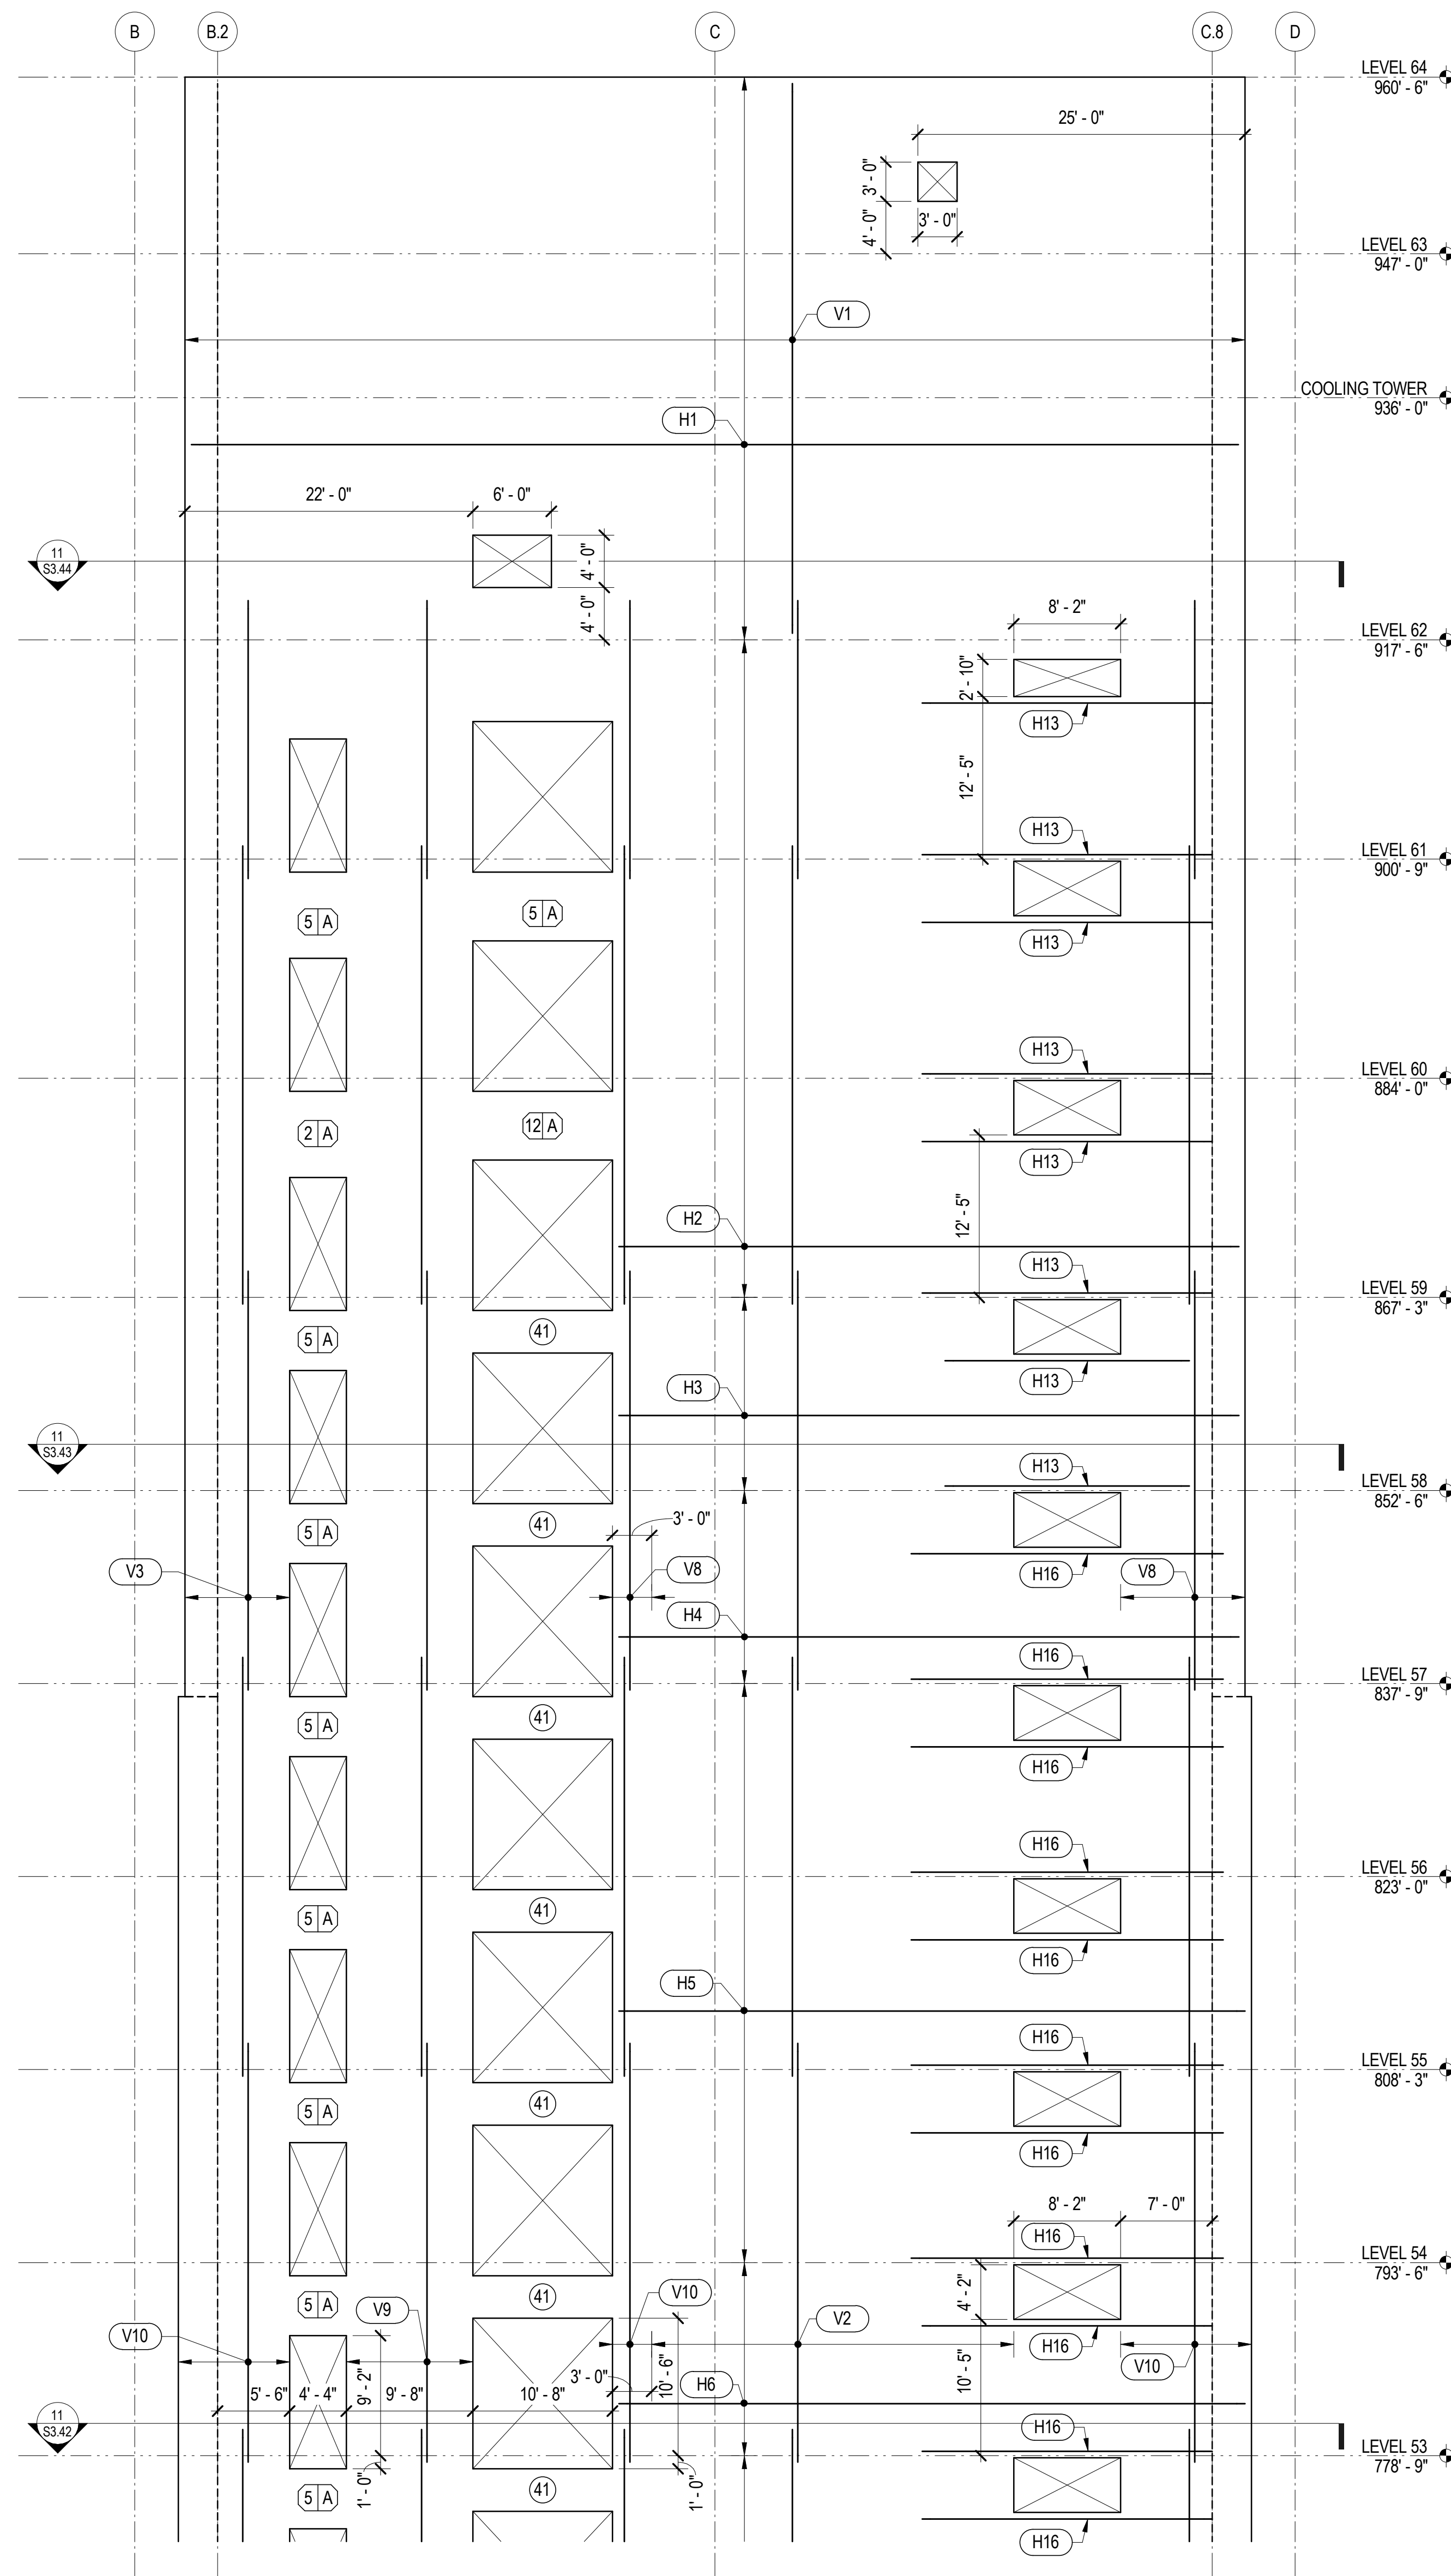 B
B.2
C
C.8
D
LEVEL 64
960' - 6"
25' - 0"
3' - 0"
4' - 0"
3' - 0"
LEVEL 63
947' - 0"
V1
COOLING TOWER
936' - 0"
H1
22' - 0"
6' - 0"
11
S3.44
4' - 0"
4' - 0"
8' - 2"
LEVEL 62
917' - 6"
2' - 10"
H13
12' - 5"
H13
LEVEL 61
900' - 9"
5 A
5 A
H13
H13
LEVEL 60
884' - 0"
2 A
12 A
H13
12' - 5"
H2
H13
LEVEL 59
867' - 3"
5 A
41
H3
H13
11
S3.43
H13
LEVEL 58
852' - 6"
5 A
41
3' - 0"
V3
V8
H16
V8
H4
H16
LEVEL 57
837' - 9"
5 A
41
H16
H16
LEVEL 56
823' - 0"
5 A
41
H16
H5
H16
LEVEL 55
808' - 3"
5 A
41
H16
8' - 2"
7' - 0"
H16
LEVEL 54
793' - 6"
4' - 2"
5 A
41
V9
V10
V2
V10
H16
V10
10' - 5"
5' - 6"
4' - 4"
9' - 2"
9' - 8"
10' - 8"
3' - 0"
10' - 6"
H6
11
S3.42
H16
LEVEL 53
778' - 9"
1' - 0"
1' - 0"
5 A
41
H16